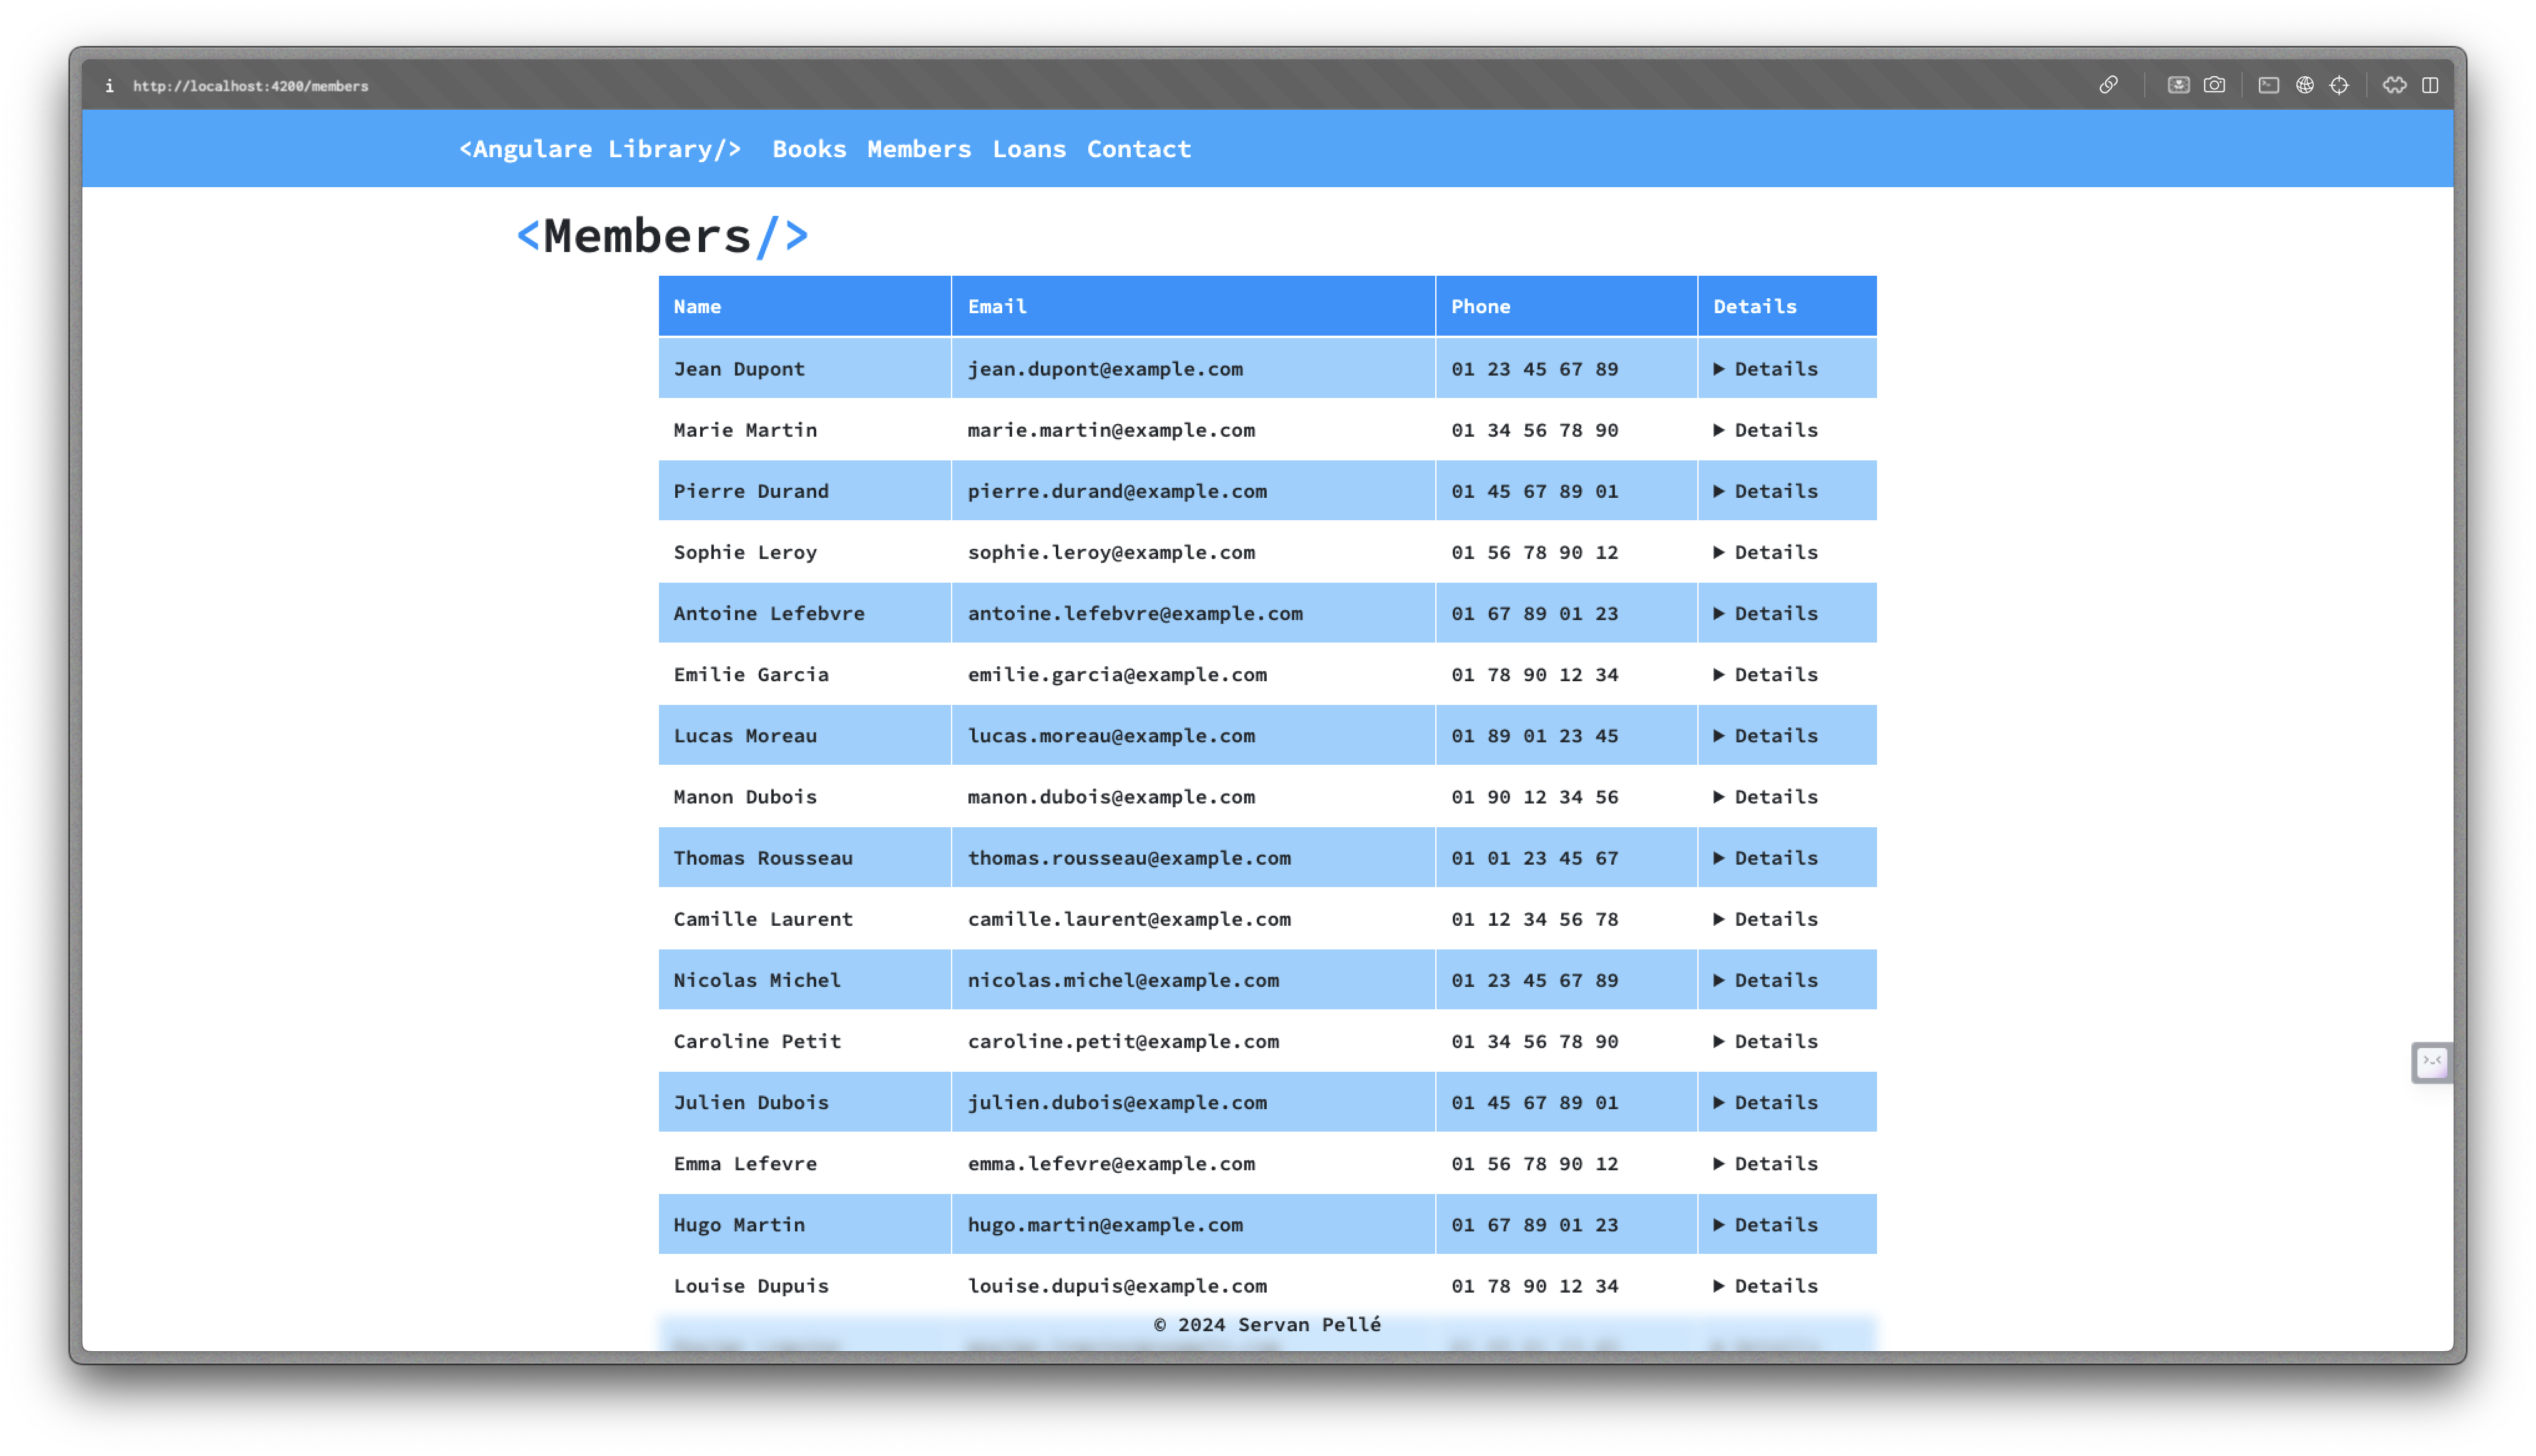 i http://localhost:4200/members
<Angulare Library/> Books Members Loans Contact
<Members/>
Name Email Phone Details
Jean Dupont jean.dupont@example.com 01 23 45 67 89 ▶ Details
Marie Martin marie.martin@example.com 01 34 56 78 90 ▶ Details
Pierre Durand pierre.durand@example.com 01 45 67 89 01 ▶ Details
Sophie Leroy sophie.leroy@example.com 01 56 78 90 12 ▶ Details
Antoine Lefebvre antoine.lefebvre@example.com 01 67 89 01 23 ▶ Details
Emilie Garcia emilie.garcia@example.com 01 78 90 12 34 ▶ Details
Lucas Moreau lucas.moreau@example.com 01 89 01 23 45 ▶ Details
Manon Dubois manon.dubois@example.com 01 90 12 34 56 ▶ Details
Thomas Rousseau thomas.rousseau@example.com 01 01 23 45 67 ▶ Details
Camille Laurent camille.laurent@example.com 01 12 34 56 78 ▶ Details
Nicolas Michel nicolas.michel@example.com 01 23 45 67 89 ▶ Details
Caroline Petit caroline.petit@example.com 01 34 56 78 90 ▶ Details
Julien Dubois julien.dubois@example.com 01 45 67 89 01 ▶ Details
Emma Lefevre emma.lefevre@example.com 01 56 78 90 12 ▶ Details
Hugo Martin hugo.martin@example.com 01 67 89 01 23 ▶ Details
Louise Dupuis louise.dupuis@example.com 01 78 90 12 34 ▶ Details
© 2024 Servan Pellé